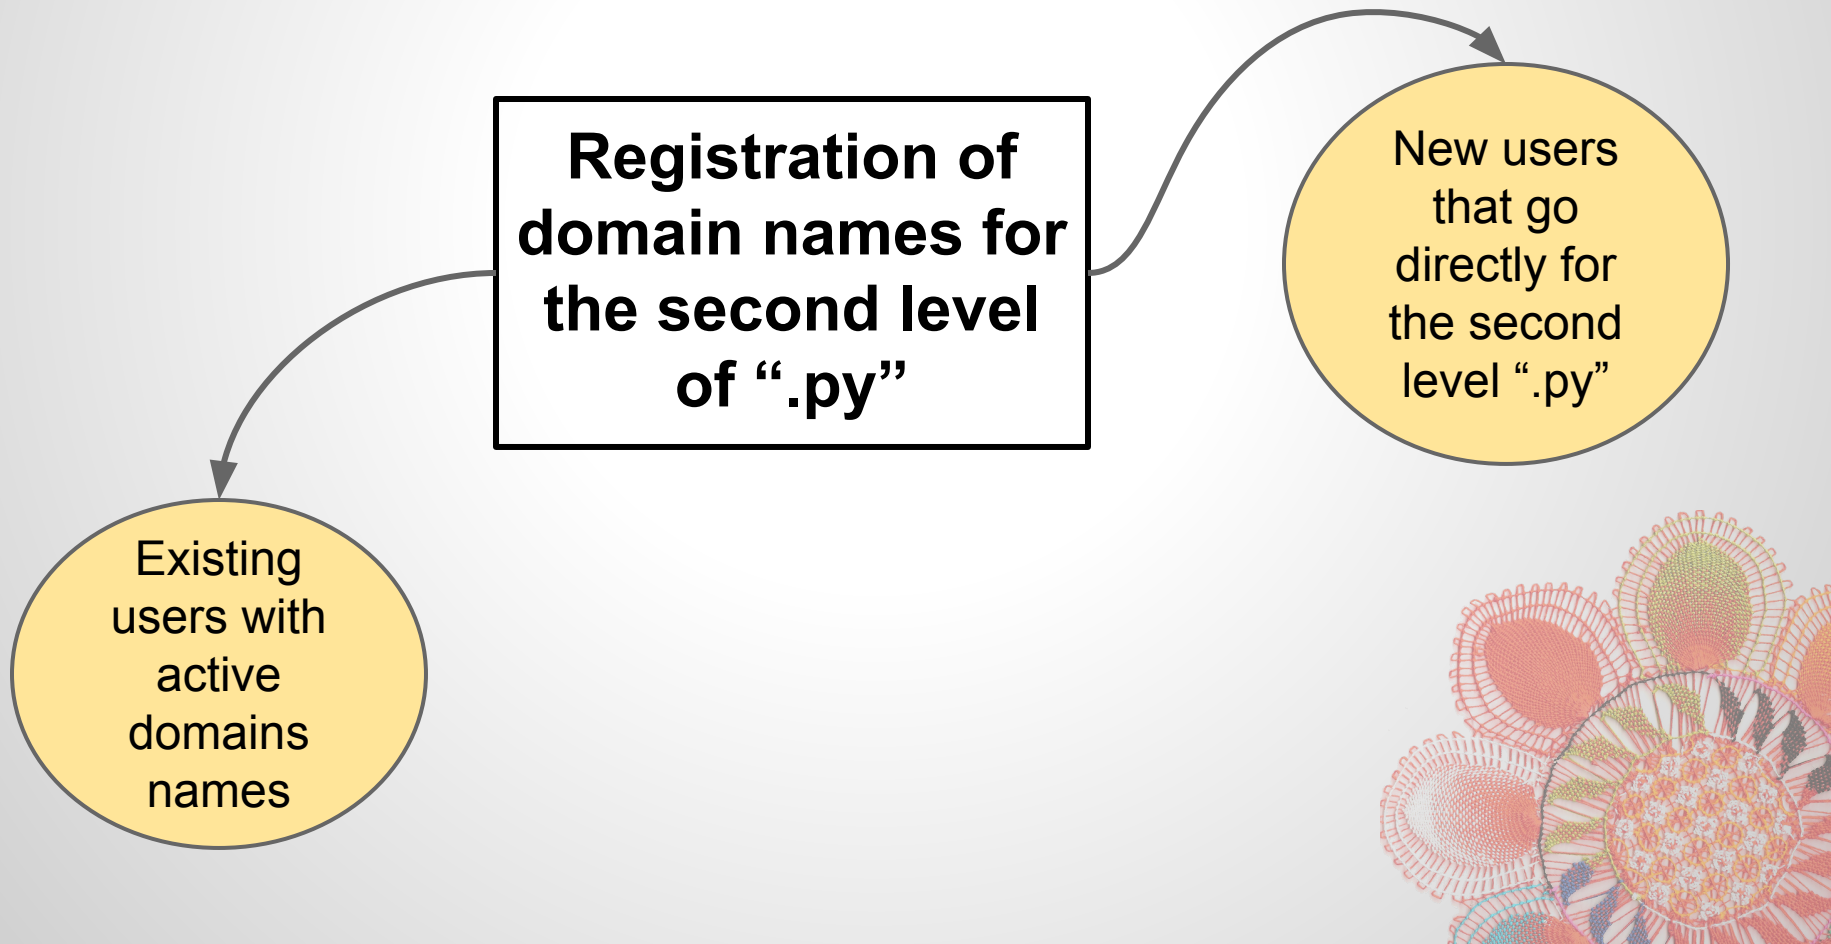 Registration of
domain names for
the second level
of “.py”
New users
that go
directly for
the second
level “.py”
Existing
users with
active
domains
names